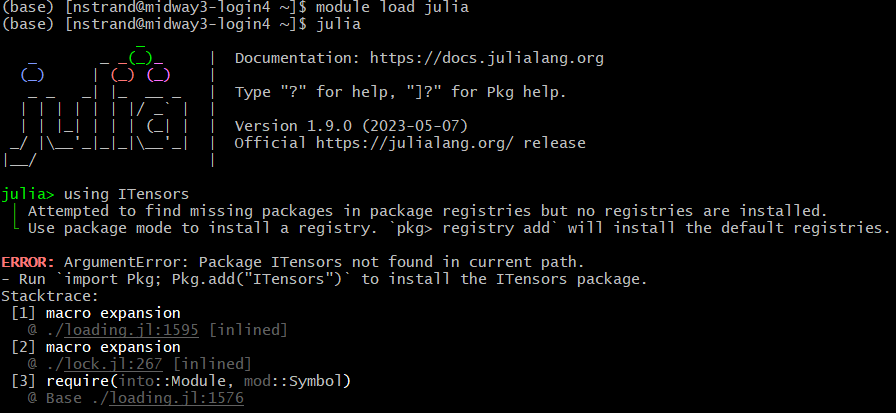 (base) [nstrand@midway3-login4 ~]$ module load julia
(base) [nstrand@midway3-login4 ~]$ julia
               _
   _       _ _(_)_     |  Documentation: https://docs.julialang.org
  (_)     | (_) (_)    |
   _ _   _| |_  __ _   |  Type "?" for help, "]?" for Pkg help.
  | | | | | | |/ _` |  |
  | | |_| | | | (_| |  |  Version 1.9.0 (2023-05-07)
 _/ |\__'_|_|_|\__'_|  |  Official https://julialang.org/ release
|__/                   |
julia> using ITensors
 │ Attempted to find missing packages in package registries but no registries are installed.
 └ Use package mode to install a registry. `pkg> registry add` will install the default registries.
ERROR: ArgumentError: Package ITensors not found in current path.
- Run `import Pkg; Pkg.add("ITensors")` to install the ITensors package.
Stacktrace:
 [1] macro expansion
   @ ./loading.jl:1595 [inlined]
 [2] macro expansion
   @ ./lock.jl:267 [inlined]
 [3] require(into::Module, mod::Symbol)
   @ Base ./loading.jl:1576